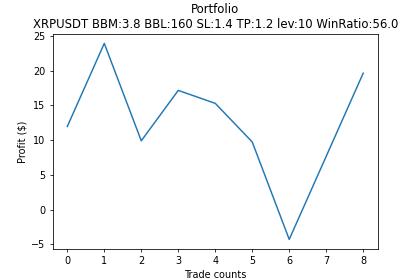 Portfolio
XRPUSDT BBM:3.8 BBL:160 SL:1.4 TP:1.2 lev:10 WinRatio:56.0
25
20
15
10
5
0
−5
Profit ($)
0 1 2 3 4 5 6 7 8
Trade counts